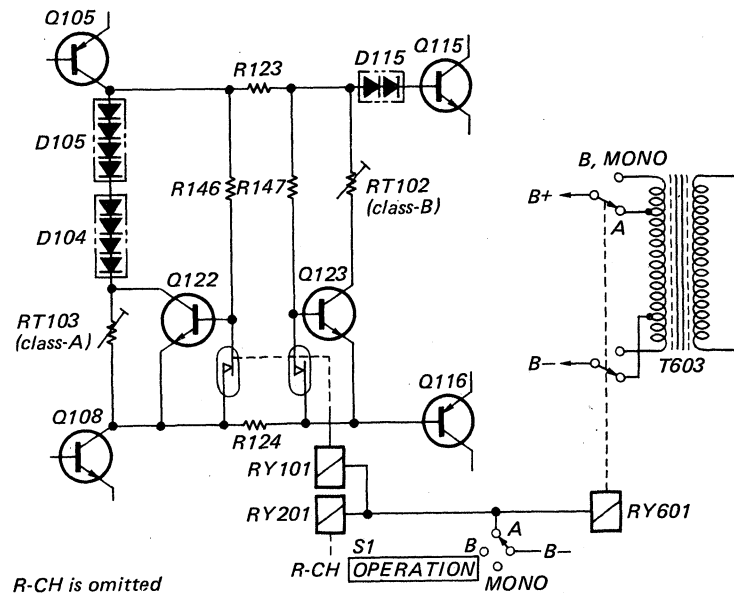 Q105
Q115
D115
R123
D105
B, MONO
R146 R147
RT102
(class-B)
B+
A
D104
Q122
Q123
RT103
(class-A)
B−
T603
Q116
Q108
R124
RY101
RY201
RY601
A
S1
B
B−
R-CH
OPERATION
MONO
R-CH is omitted